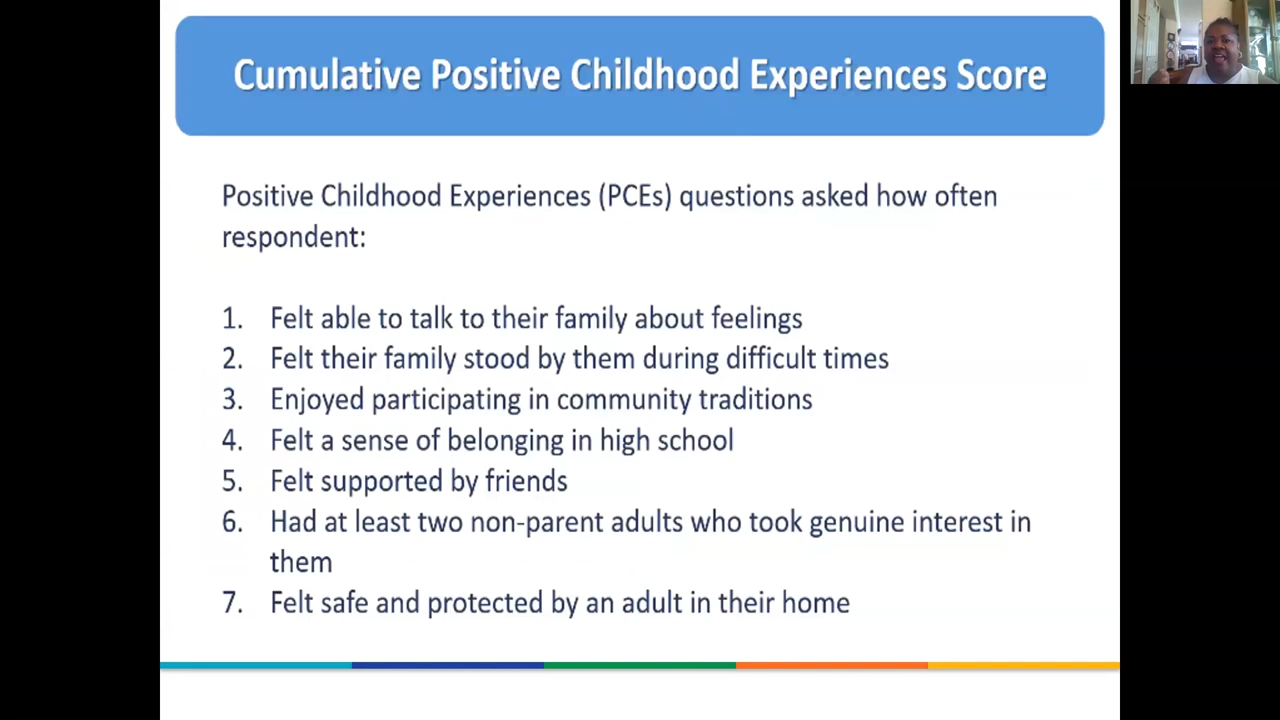 Cumulative Positive Childhood Experiences Score
Positive Childhood Experiences (PCEs) questions asked how often
respondent:
1. Felt able to talk to their family about feelings
2. Felt their family stood by them during difficult times
3. Enjoyed participating in community traditions
4. Felt a sense of belonging in high school
5. Felt supported by friends
6. Had at least two non-parent adults who took genuine interest in
them
7. Felt safe and protected by an adult in their home